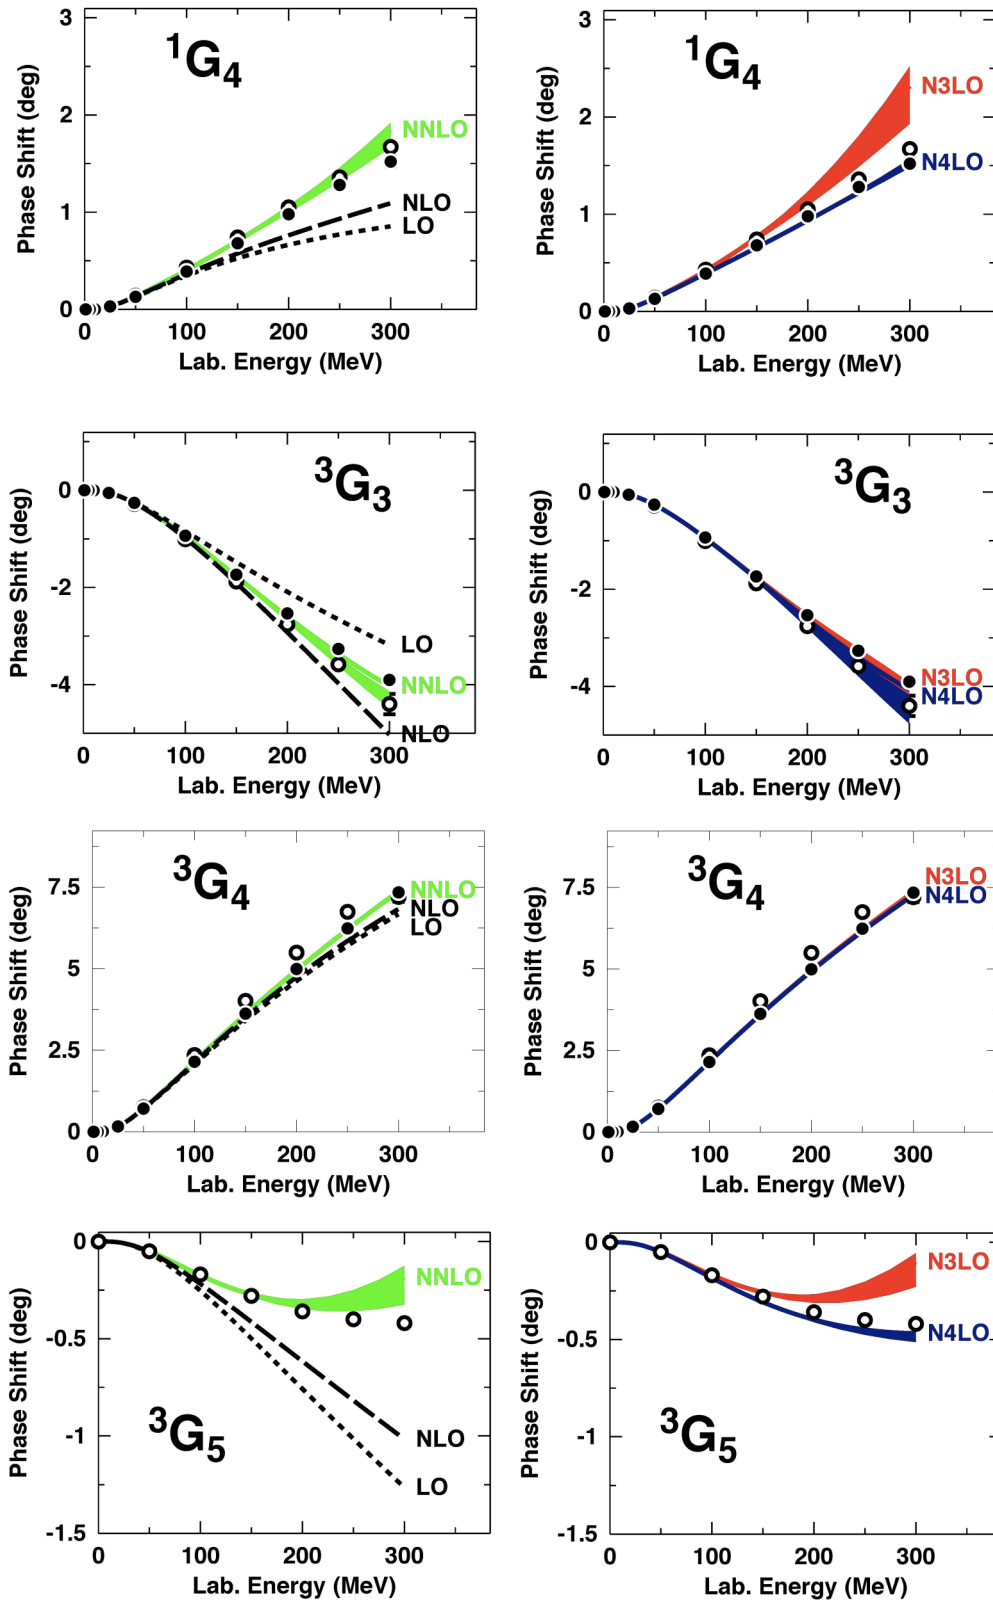 ¹G₄
Phase Shift (deg)
3
2
1
0
NNLO
NLO
LO
0 100 200 300
Lab. Energy (MeV)
¹G₄
Phase Shift (deg)
3
2
1
0
N3LO
N4LO
0 100 200 300
Lab. Energy (MeV)
³G₃
Phase Shift (deg)
0
-2
-4
LO
NNLO
NLO
0 100 200 300
Lab. Energy (MeV)
³G₃
Phase Shift (deg)
0
-2
-4
N3LO
N4LO
0 100 200 300
Lab. Energy (MeV)
³G₄
Phase Shift (deg)
7.5
5
2.5
0
NNLO
NLO
LO
0 100 200 300
Lab. Energy (MeV)
³G₄
Phase Shift (deg)
7.5
5
2.5
0
N3LO
N4LO
0 100 200 300
Lab. Energy (MeV)
³G₅
Phase Shift (deg)
0
-0.5
-1
-1.5
NNLO
NLO
LO
0 100 200 300
Lab. Energy (MeV)
³G₅
Phase Shift (deg)
0
-0.5
-1
-1.5
N3LO
N4LO
0 100 200 300
Lab. Energy (MeV)